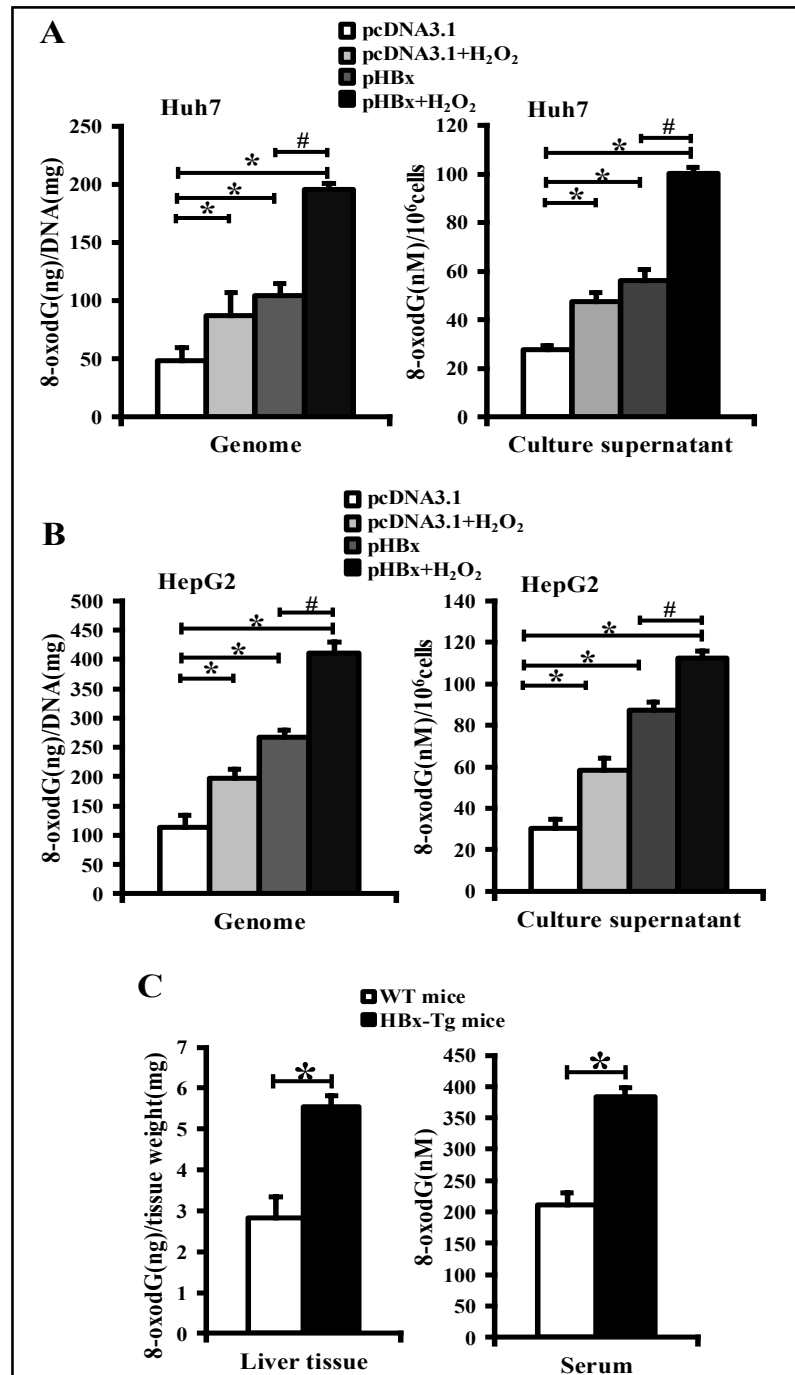 A
pcDNA3.1
pcDNA3.1+H₂O₂
pHBx
pHBx+H₂O₂
Huh7
8-oxodG(ng)/DNA(mg)
250
200
150
100
50
0
*
*
*
#
Genome
Huh7
8-oxodG(nM)/10⁶cells
120
100
80
60
40
20
0
*
*
*
#
Culture supernatant
B
pcDNA3.1
pcDNA3.1+H₂O₂
pHBx
pHBx+H₂O₂
HepG2
8-oxodG(ng)/DNA(mg)
500
450
400
350
300
250
200
150
100
50
0
*
*
*
#
Genome
HepG2
8-oxodG(nM)/10⁶cells
140
120
100
80
60
40
20
0
*
*
*
#
Culture supernatant
C
WT mice
HBx-Tg mice
8-oxodG(ng)/tissue weight(mg)
7
6
5
4
3
2
1
0
*
Liver tissue
8-oxodG(nM)
450
400
350
300
250
200
150
100
50
0
*
Serum